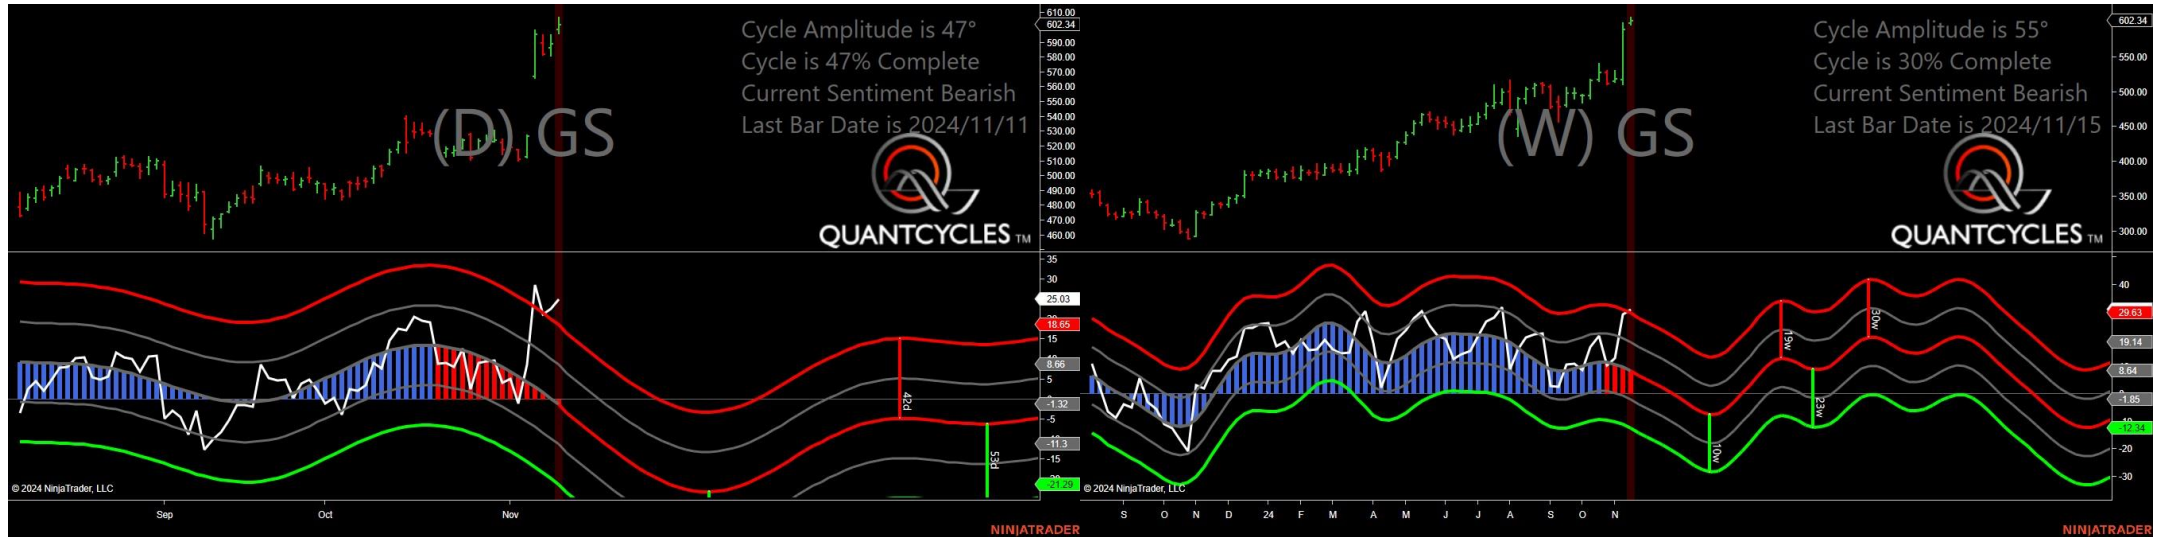 Cycle Amplitude is 47°
Cycle is 47% Complete
Current Sentiment Bearish
Last Bar Date is 2024/11/11
(D) GS
QUANTCYCLES TM
610.00
602.34
590.00
580.00
570.00
560.00
550.00
540.00
530.00
520.00
510.00
500.00
490.00
480.00
470.00
460.00
35
30
25.03
18.65
15
8.66
5
-1.32
-5
-11.3
-15
-21.29
42d
53d
© 2024 NinjaTrader, LLC
Sep Oct Nov
NINJATRADER
Cycle Amplitude is 55°
Cycle is 30% Complete
Current Sentiment Bearish
Last Bar Date is 2024/11/15
(W) GS
QUANTCYCLES TM
602.34
550.00
500.00
450.00
400.00
350.00
300.00
40
29.63
19.14
8.64
-1.85
-12.34
-20
-30
10w
19w
23w
30w
© 2024 NinjaTrader, LLC
S O N D 24 F M A M J J A S O N
NINJATRADER